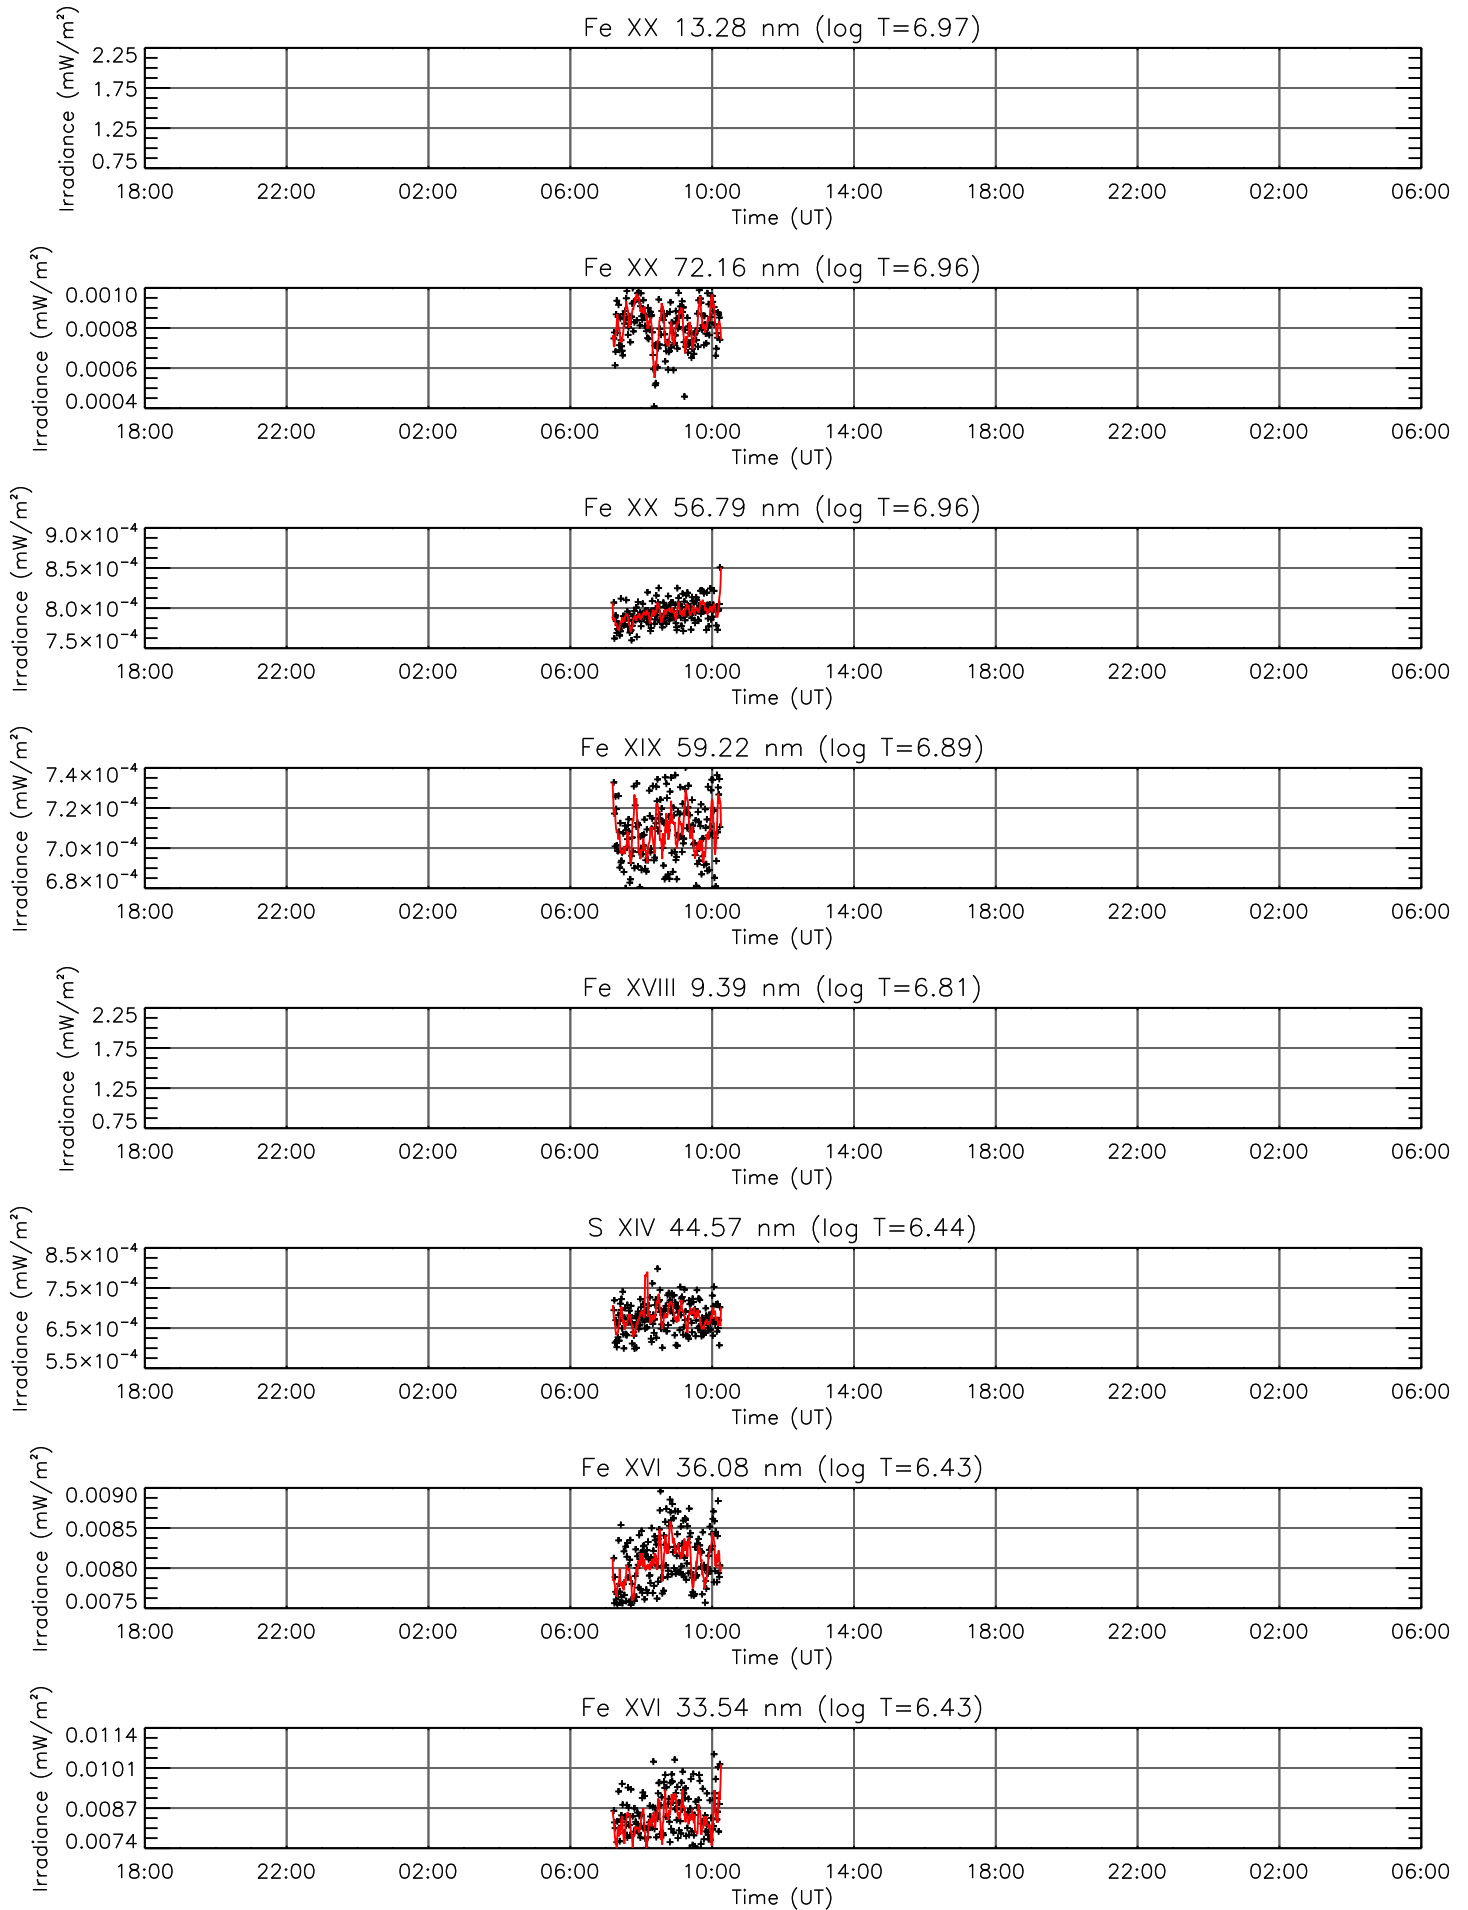 Fe XX 13.28 nm (log T=6.97)
Irradiance (mW/m²)
2.25
1.75
1.25
0.75
18:00 22:00 02:00 06:00 10:00 14:00 18:00 22:00 02:00 06:00
Time (UT)
Fe XX 72.16 nm (log T=6.96)
Irradiance (mW/m²)
0.0010
0.0008
0.0006
0.0004
18:00 22:00 02:00 06:00 10:00 14:00 18:00 22:00 02:00 06:00
Time (UT)
Fe XX 56.79 nm (log T=6.96)
Irradiance (mW/m²)
9.0×10⁻⁴
8.5×10⁻⁴
8.0×10⁻⁴
7.5×10⁻⁴
18:00 22:00 02:00 06:00 10:00 14:00 18:00 22:00 02:00 06:00
Time (UT)
Fe XIX 59.22 nm (log T=6.89)
Irradiance (mW/m²)
7.4×10⁻⁴
7.2×10⁻⁴
7.0×10⁻⁴
6.8×10⁻⁴
18:00 22:00 02:00 06:00 10:00 14:00 18:00 22:00 02:00 06:00
Time (UT)
Fe XVIII 9.39 nm (log T=6.81)
Irradiance (mW/m²)
2.25
1.75
1.25
0.75
18:00 22:00 02:00 06:00 10:00 14:00 18:00 22:00 02:00 06:00
Time (UT)
S XIV 44.57 nm (log T=6.44)
Irradiance (mW/m²)
8.5×10⁻⁴
7.5×10⁻⁴
6.5×10⁻⁴
5.5×10⁻⁴
18:00 22:00 02:00 06:00 10:00 14:00 18:00 22:00 02:00 06:00
Time (UT)
Fe XVI 36.08 nm (log T=6.43)
Irradiance (mW/m²)
0.0090
0.0085
0.0080
0.0075
18:00 22:00 02:00 06:00 10:00 14:00 18:00 22:00 02:00 06:00
Time (UT)
Fe XVI 33.54 nm (log T=6.43)
Irradiance (mW/m²)
0.0114
0.0101
0.0087
0.0074
18:00 22:00 02:00 06:00 10:00 14:00 18:00 22:00 02:00 06:00
Time (UT)